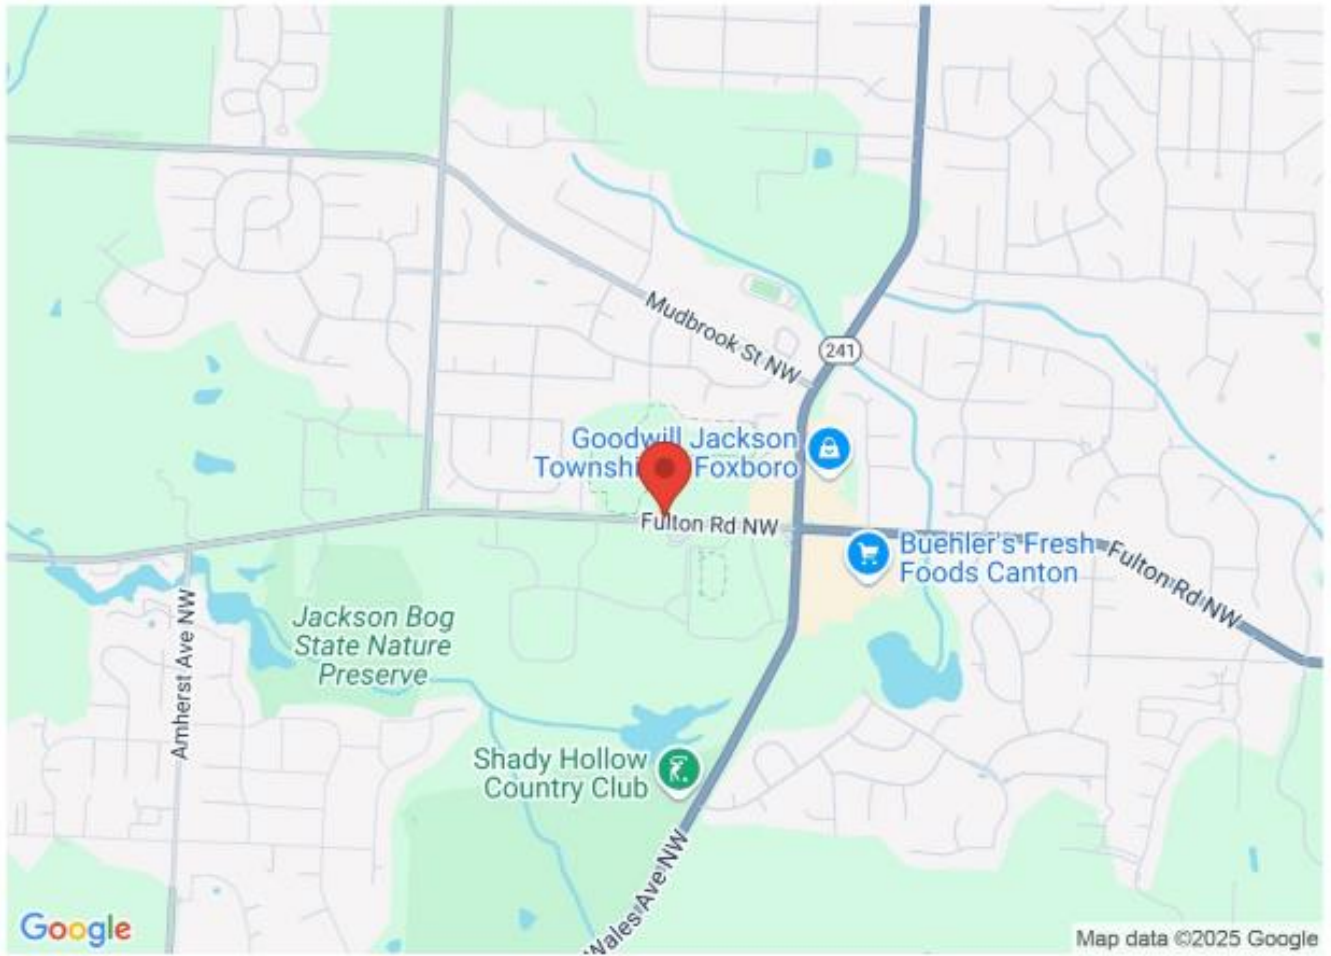 Mudbrook St NW
241
Goodwill Jackson
Foxboro
Fulton Rd NW
Buehler's Fresh
Foods Canton
Fulton Rd NW
Jackson Bog
State Nature
Preserve
Amherst Ave NW
Shady Hollow
Country Club
Wales Ave NW
Google
Map data ©2025 Google